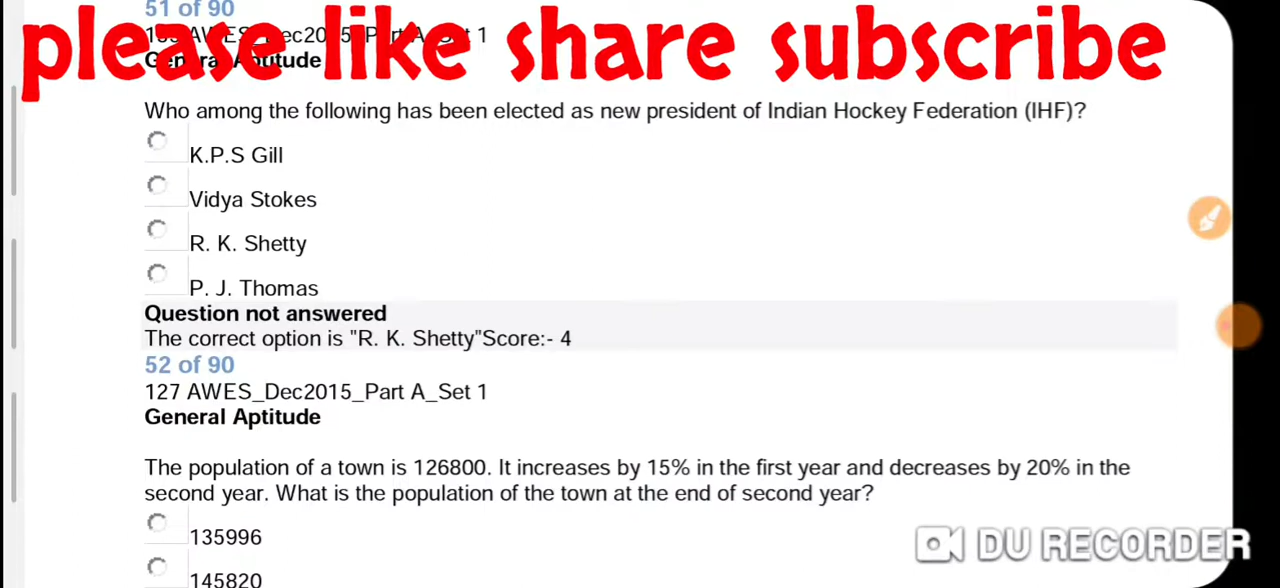 51 of 90
please like share subscribe
General Aptitude
Who among the following has been elected as new president of Indian Hockey Federation (IHF)?
K.P.S Gill
Vidya Stokes
R. K. Shetty
P. J. Thomas
Question not answered
The correct option is "R. K. Shetty"Score:- 4
52 of 90
127 AWES_Dec2015_Part A_Set 1
General Aptitude
The population of a town is 126800. It increases by 15% in the first year and decreases by 20% in the
second year. What is the population of the town at the end of second year?
135996
145820
DU RECORDER